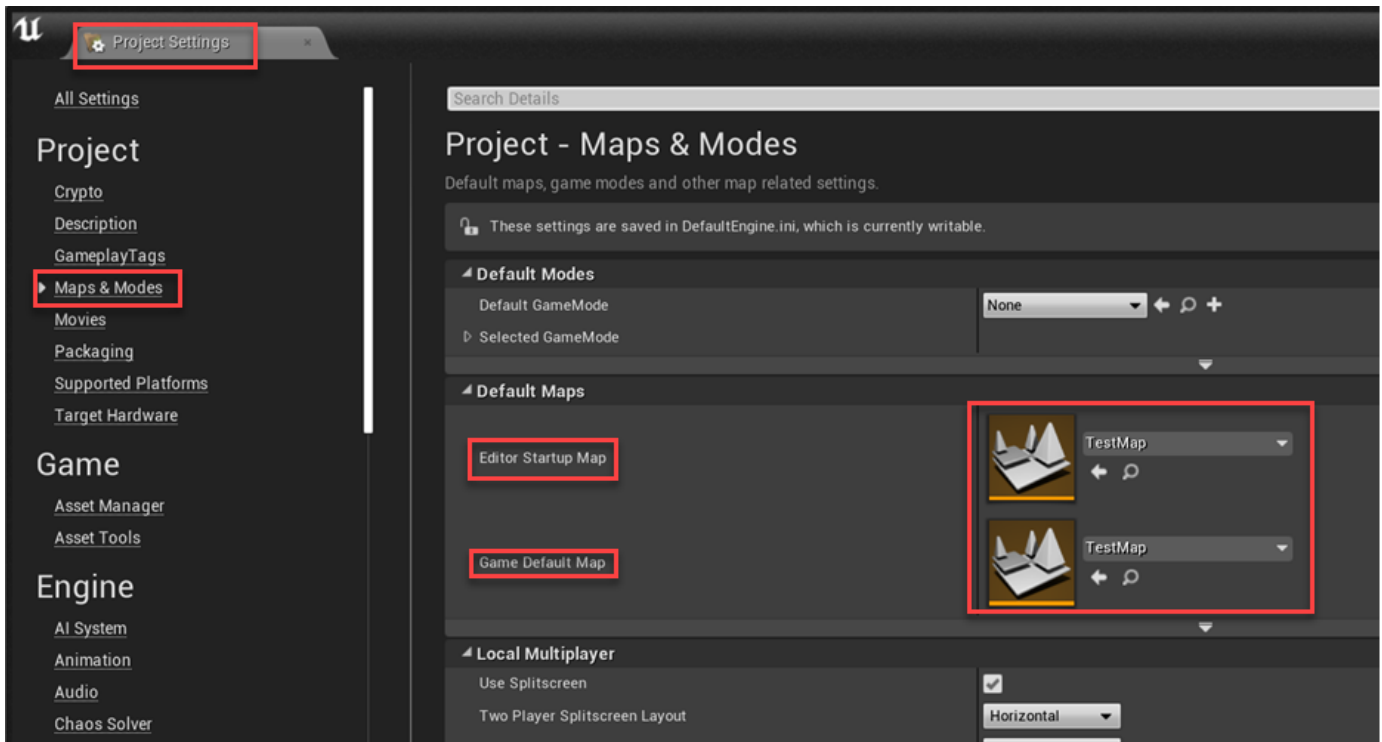 Project Settings
All Settings
Project
Crypto
Description
GameplayTags
Maps & Modes
Movies
Packaging
Supported Platforms
Target Hardware
Game
Asset Manager
Asset Tools
Engine
AI System
Animation
Audio
Chaos Solver
Search Details
Project - Maps & Modes
Default maps, game modes and other map related settings.
These settings are saved in DefaultEngine.ini, which is currently writable.
Default Modes
Default GameMode None
Selected GameMode
Default Maps
Editor Startup Map TestMap
Game Default Map TestMap
Local Multiplayer
Use Splitscreen
Two Player Splitscreen Layout Horizontal